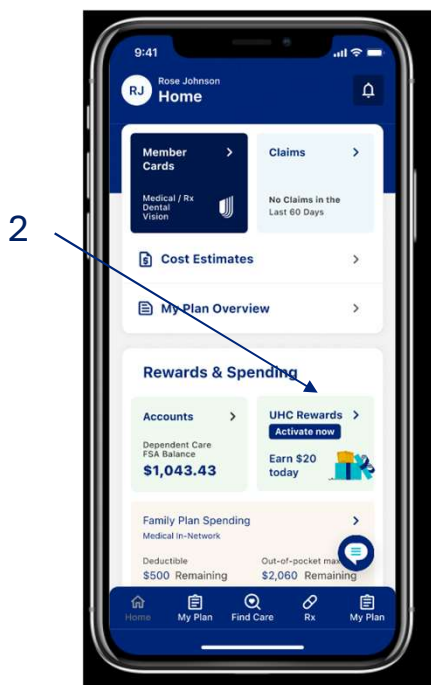 2
9:41
RJ
Rose Johnson
Home
Member Cards
Medical / Rx
Dental
Vision
Claims
No Claims in the
Last 60 Days
Cost Estimates
My Plan Overview
Rewards & Spending
Accounts
Dependent Care
FSA Balance
$1,043.43
UHC Rewards
Activate now
Earn $20
today
Family Plan Spending
Medical In-Network
Deductible
$500 Remaining
Out-of-pocket max
$2,060 Remaining
Home
My Plan
Find Care
Rx
My Plan